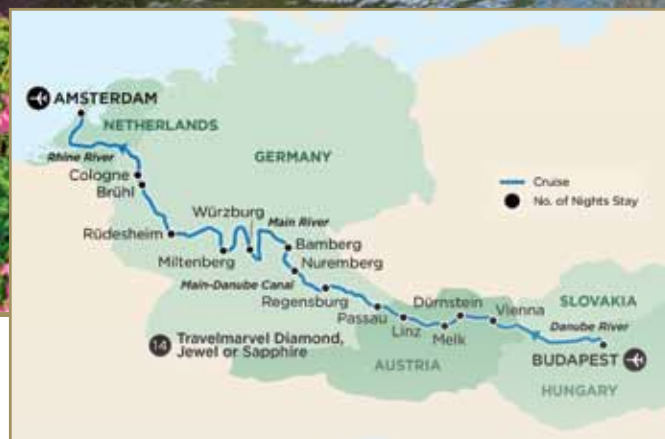 AMSTERDAM
NETHERLANDS
Rhine River
GERMANY
Cologne
Brühl
Cruise
No. of Nights Stay
Würzburg
Main River
Rüdesheim
Bamberg
Miltenberg
Nuremberg
Main-Danube Canal
Regensburg
Dürnstein
SLOVAKIA
Passau
Vienna
Linz
Danube River
14 Travelmarvel Diamond,
Jewel or Sapphire
Melk
BUDAPEST
AUSTRIA
HUNGARY